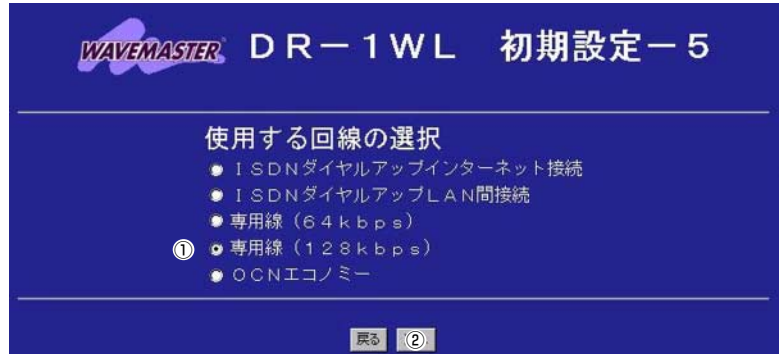 WAVEMASTER DR－1WL 初期設定－5
使用する回線の選択
ISDNダイヤルアップインターネット接続
ISDNダイヤルアップLAN間接続
専用線（64kbps）
① 専用線（128kbps）
OCNエコノミー
戻る ②